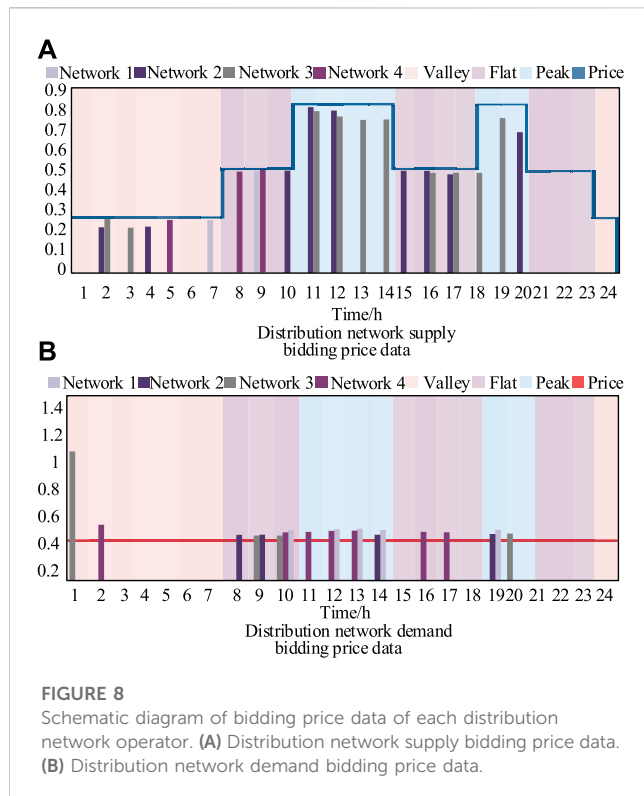 A
Network 1 Network 2 Network 3 Network 4 Valley Flat Peak Price
0.9
0.8
0.7
0.6
0.5
0.4
0.3
0.2
0.1
0
1 2 3 4 5 6 7 8 9 10 11 12 13 14 15 16 17 18 19 20 21 22 23 24
Time/h
Distribution network supply
bidding price data
B
Network 1 Network 2 Network 3 Network 4 Valley Flat Peak Price
1.4
1.2
1
0.8
0.6
0.4
0.2
1 2 3 4 5 6 7 8 9 10 11 12 13 14 15 16 17 18 19 20 21 22 23 24
Time/h
Distribution network demand
bidding price data
FIGURE 8
Schematic diagram of bidding price data of each distribution
network operator. (A) Distribution network supply bidding price data.
(B) Distribution network demand bidding price data.